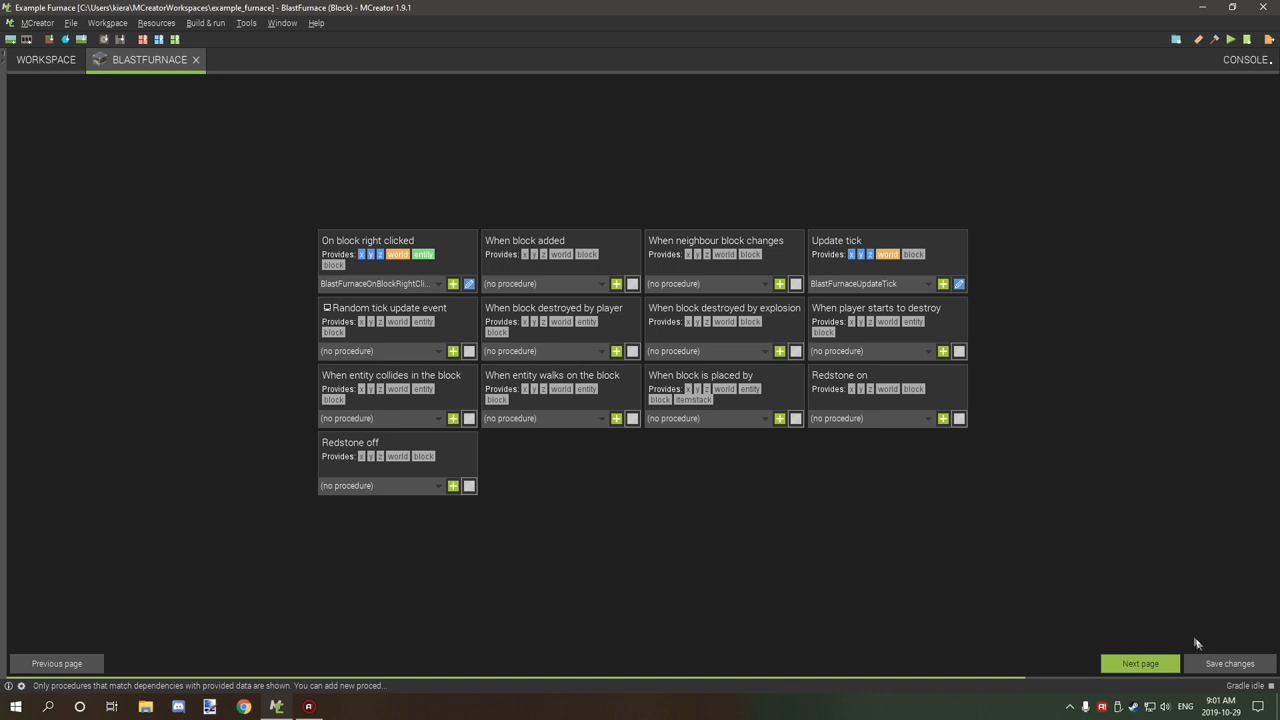 Example Furnace [C:\Users\kiera\MCreatorWorkspaces\example_furnace] - BlastFurnace (Block) - MCreator 1.9.1
MCreator File Workspace Resources Build & run Tools Window Help
WORKSPACE BLASTFURNACE CONSOLE
On block right clicked
Provides: x y z world entity
block
BlastFurnaceOnBlockRightCli...
When block added
Provides: x y z world block
(no procedure)
When neighbour block changes
Provides: x y z world block
(no procedure)
Update tick
Provides: x y z world block
BlastFurnaceUpdateTick
Random tick update event
Provides: x y z world entity
block
(no procedure)
When block destroyed by player
Provides: x y z world entity
block
(no procedure)
When block destroyed by explosion
Provides: x y z world block
(no procedure)
When player starts to destroy
Provides: x y z world entity
block
(no procedure)
When entity collides in the block
Provides: x y z world entity
block
(no procedure)
When entity walks on the block
Provides: x y z world entity
block
(no procedure)
When block is placed by
Provides: x y z world entity
block itemstack
(no procedure)
Redstone on
Provides: x y z world block
(no procedure)
Redstone off
Provides: x y z world block
(no procedure)
Previous page Next page Save changes
Only procedures that match dependencies with provided data are shown. You can add new proced... Gradle idle
ENG
9:01 AM
2019-10-29